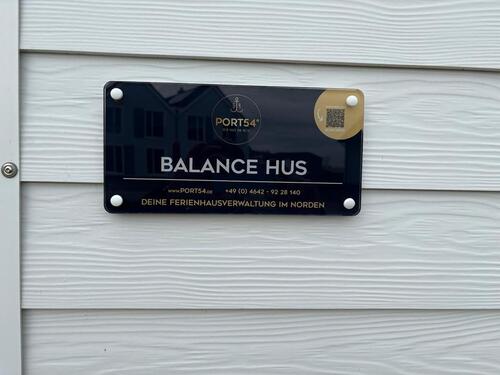 PORT54°
BALANCE HUS
www.PORT54.de +49 (0) 4642 - 92 28 140
DEINE FERIENHAUSVERWALTUNG IM NORDEN